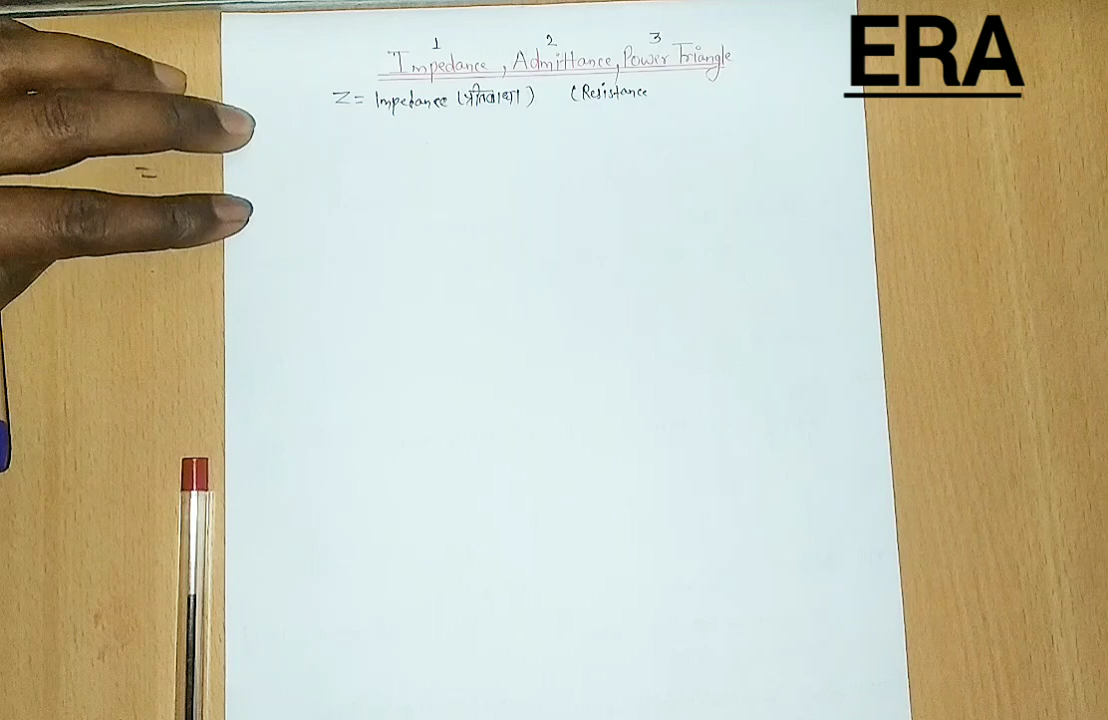 ERA
1 2 3
Impedance, Admittance, Power Triangle
Z = Impedance (प्रतिबाधा) (Resistance